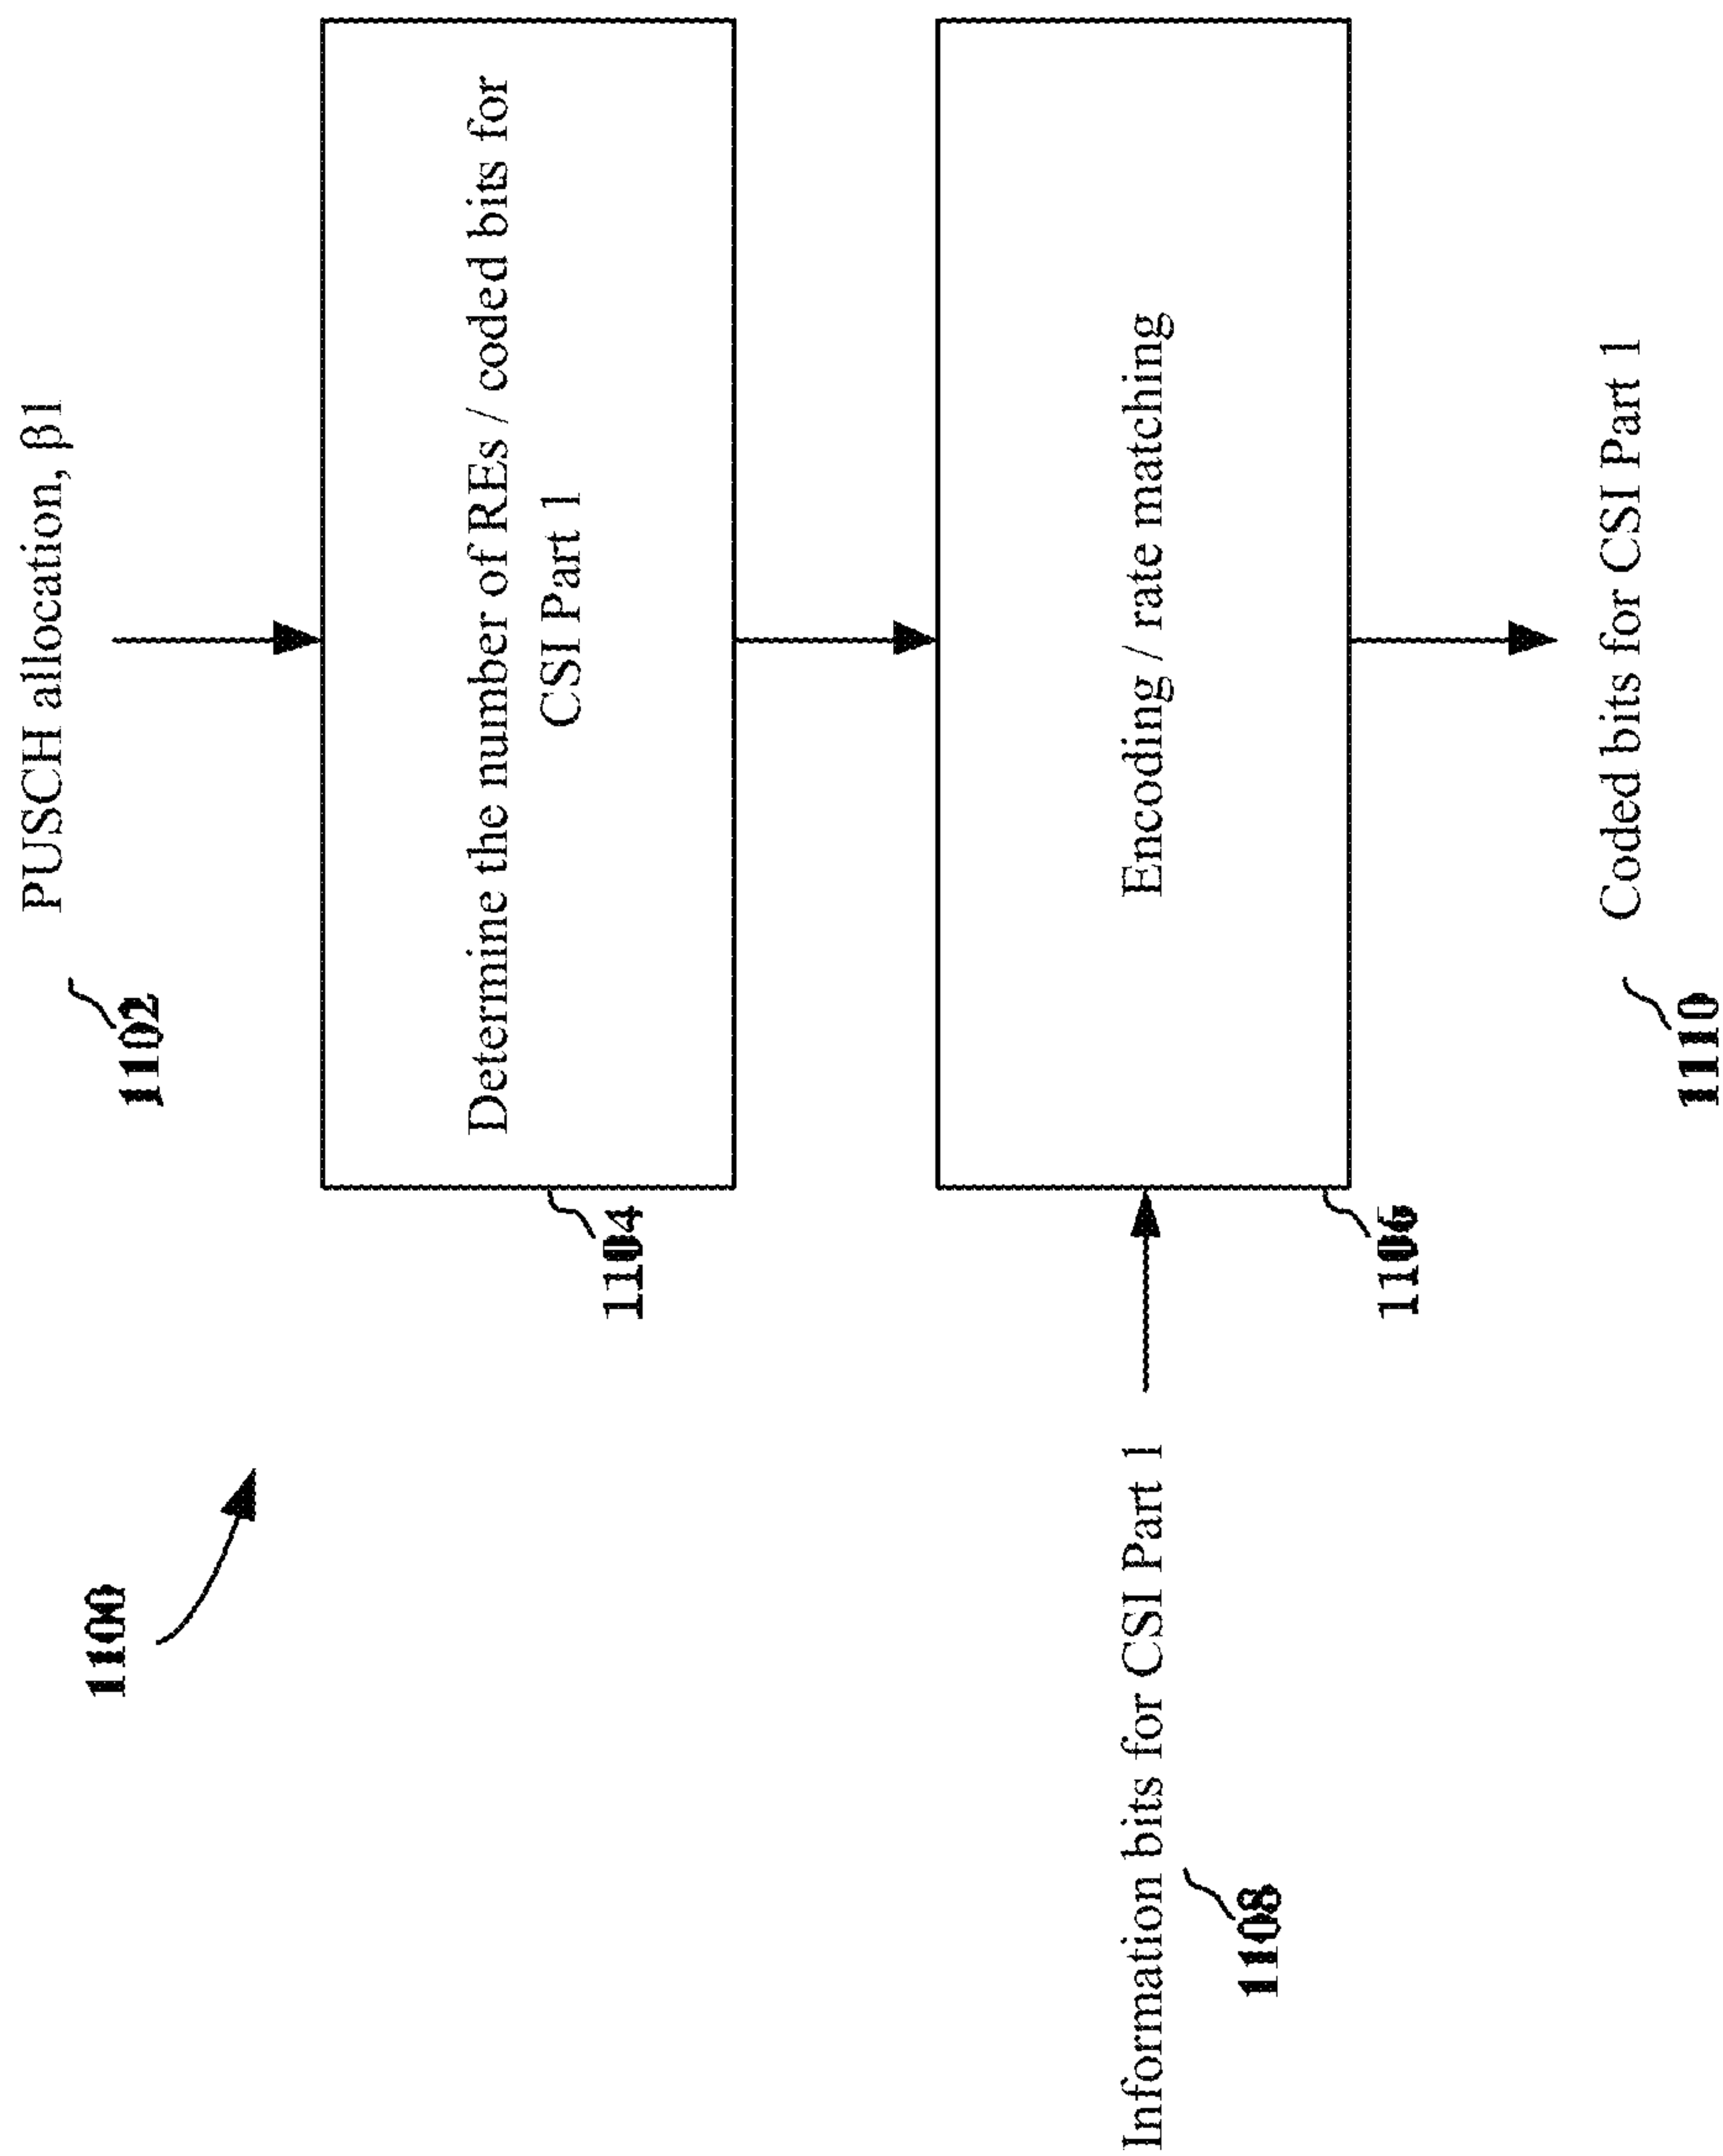 1100
PUSCH allocation, β1
1102
Determine the number of REs / coded bits for
CSI Part 1
1104
Information bits for CSI Part 1
1108
Encoding / rate matching
1106
Coded bits for CSI Part 1
1110